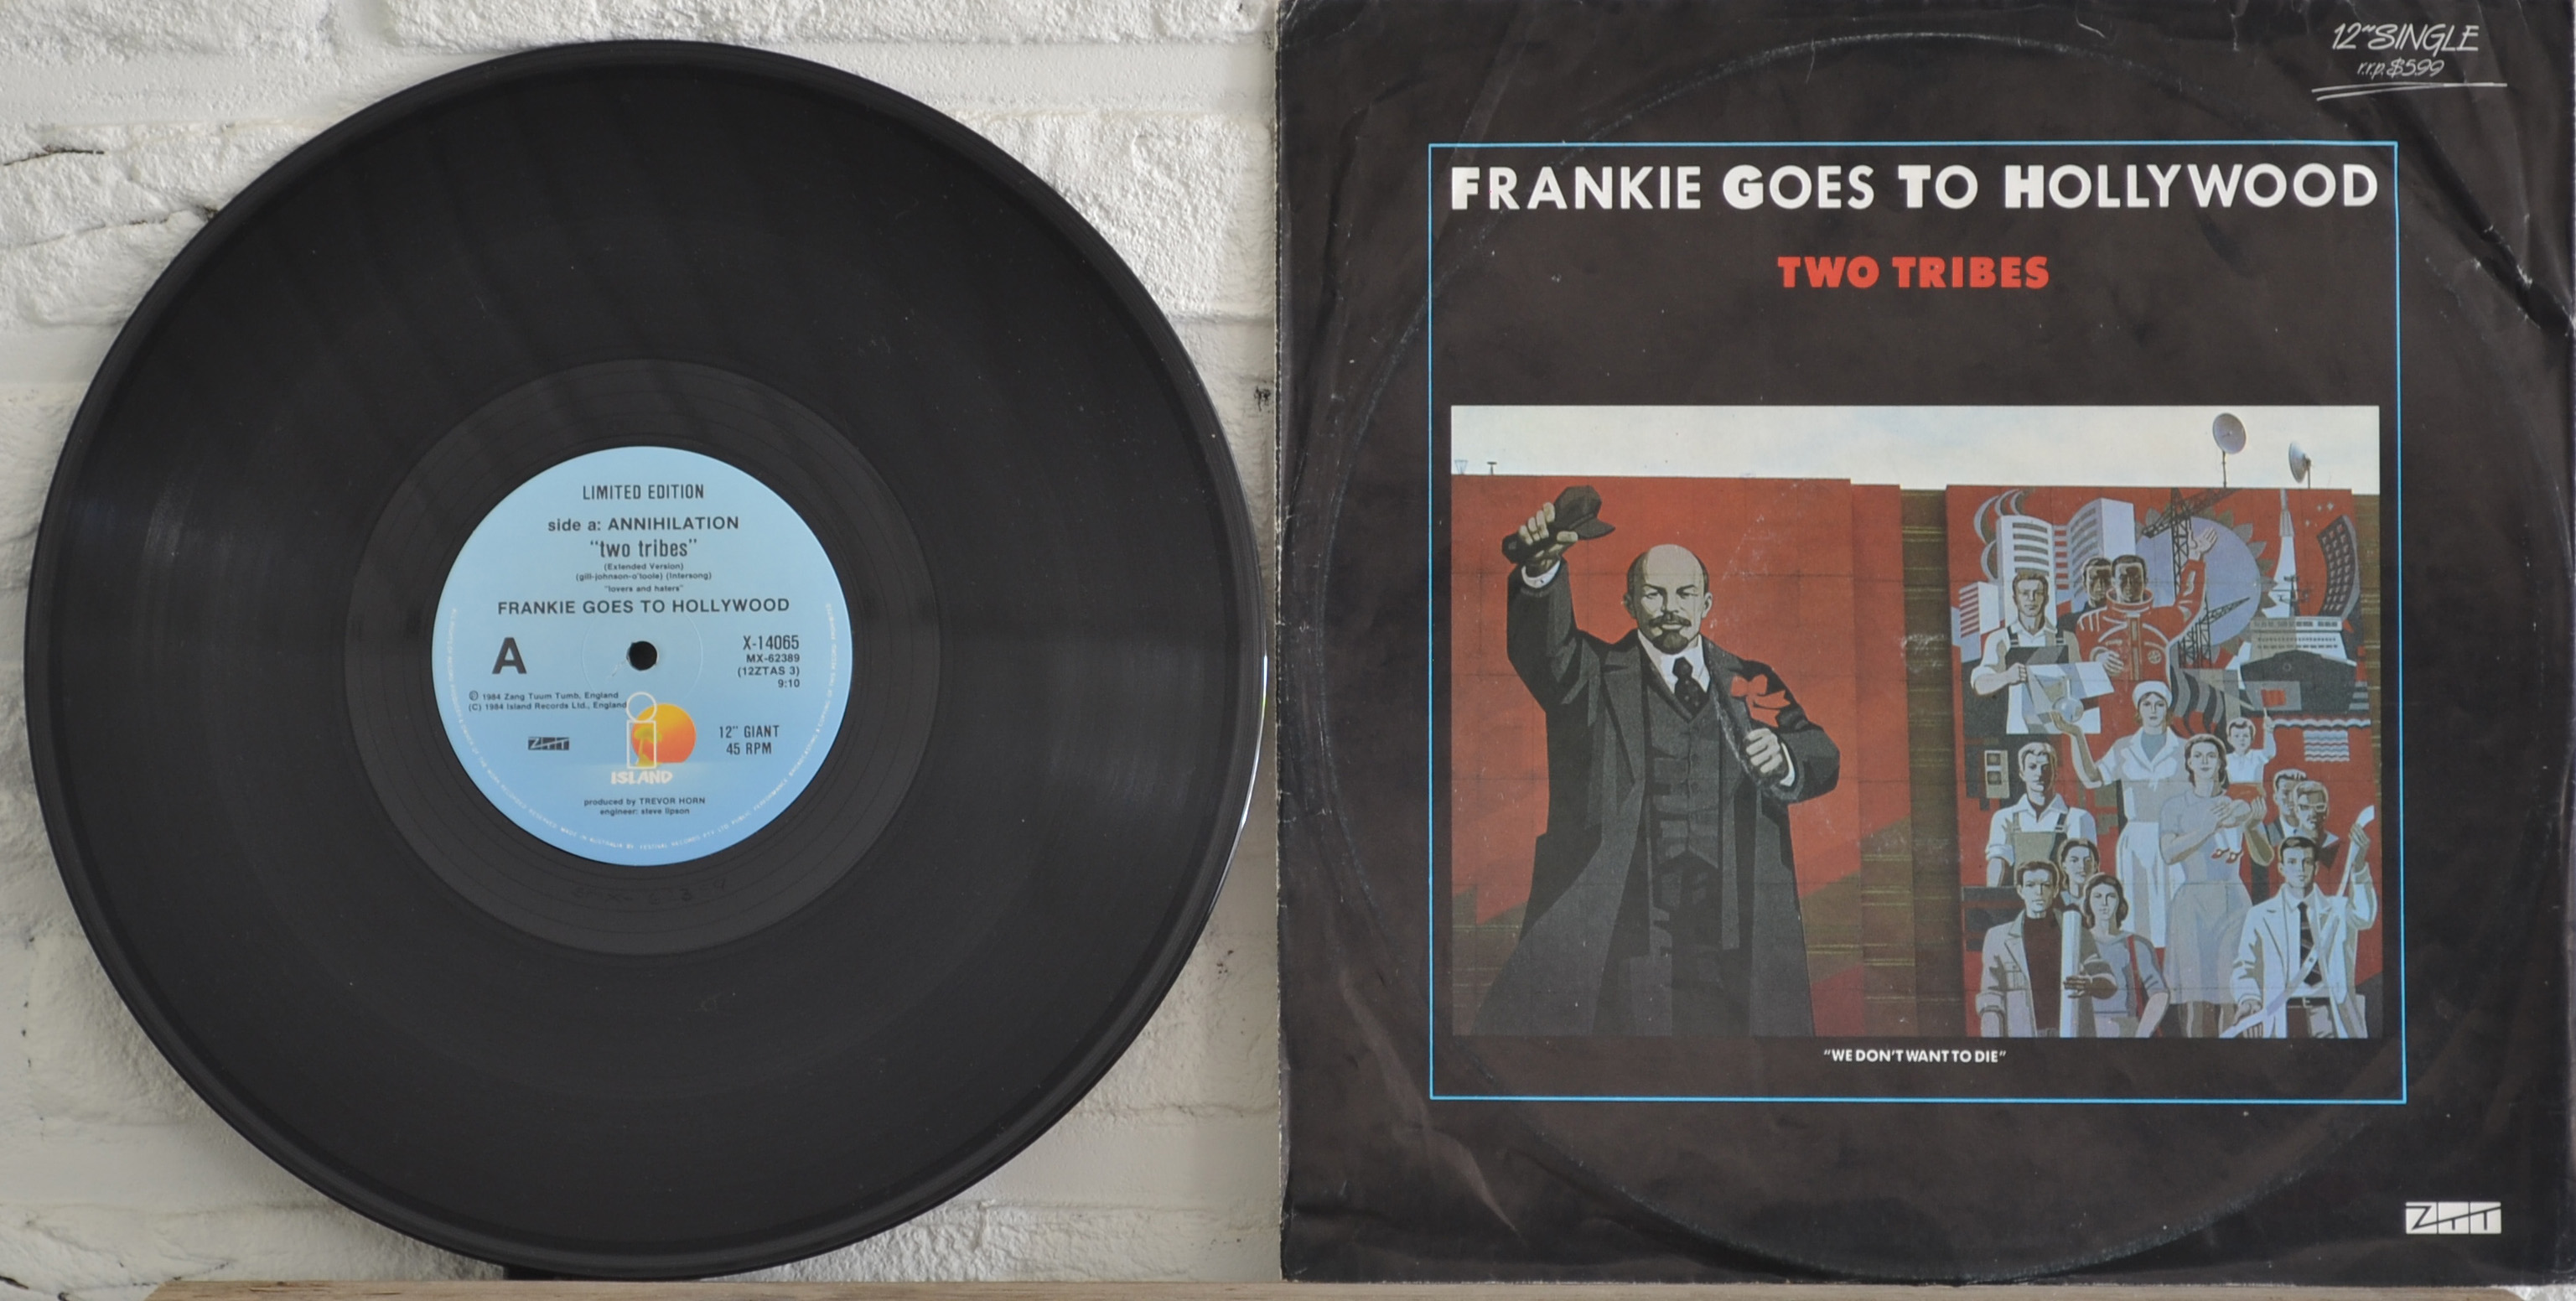 LIMITED EDITION
side a: ANNIHILATION
"two tribes"
(Extended Version)
(gill-johnson-o'toole) (Intersong)
"lovers and haters"
FRANKIE GOES TO HOLLYWOOD
A
X-14065
MX-62389
(12ZTAS 3)
9:10
Ⓟ 1984 Zang Tuum Tumb, England
(C) 1984 Island Records Ltd., England
ZTT
ISLAND
12" GIANT
45 RPM
produced by TREVOR HORN
engineer: steve lipson
12" SINGLE
r.r.p. $5.99
FRANKIE GOES TO HOLLYWOOD
TWO TRIBES
"WE DON'T WANT TO DIE"
ZTT